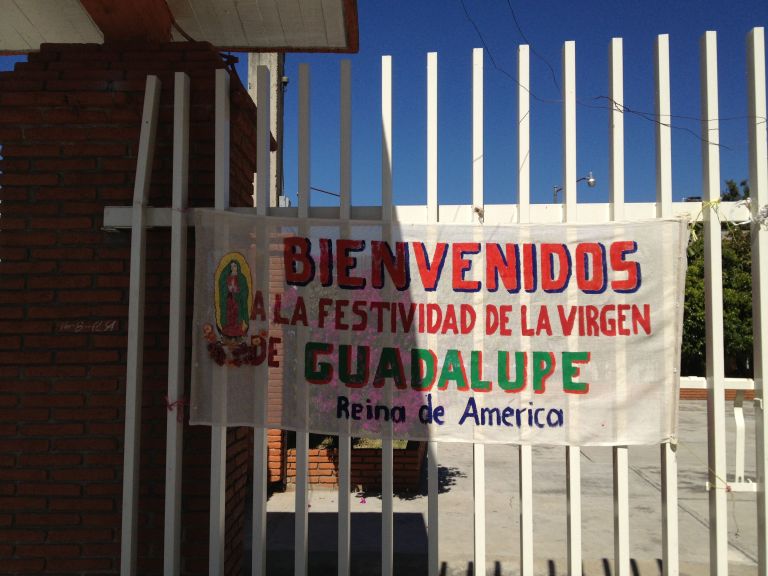 BIENVENIDOS
A LA FESTIVIDAD DE LA VIRGEN
DE GUADALUPE
Reina de America